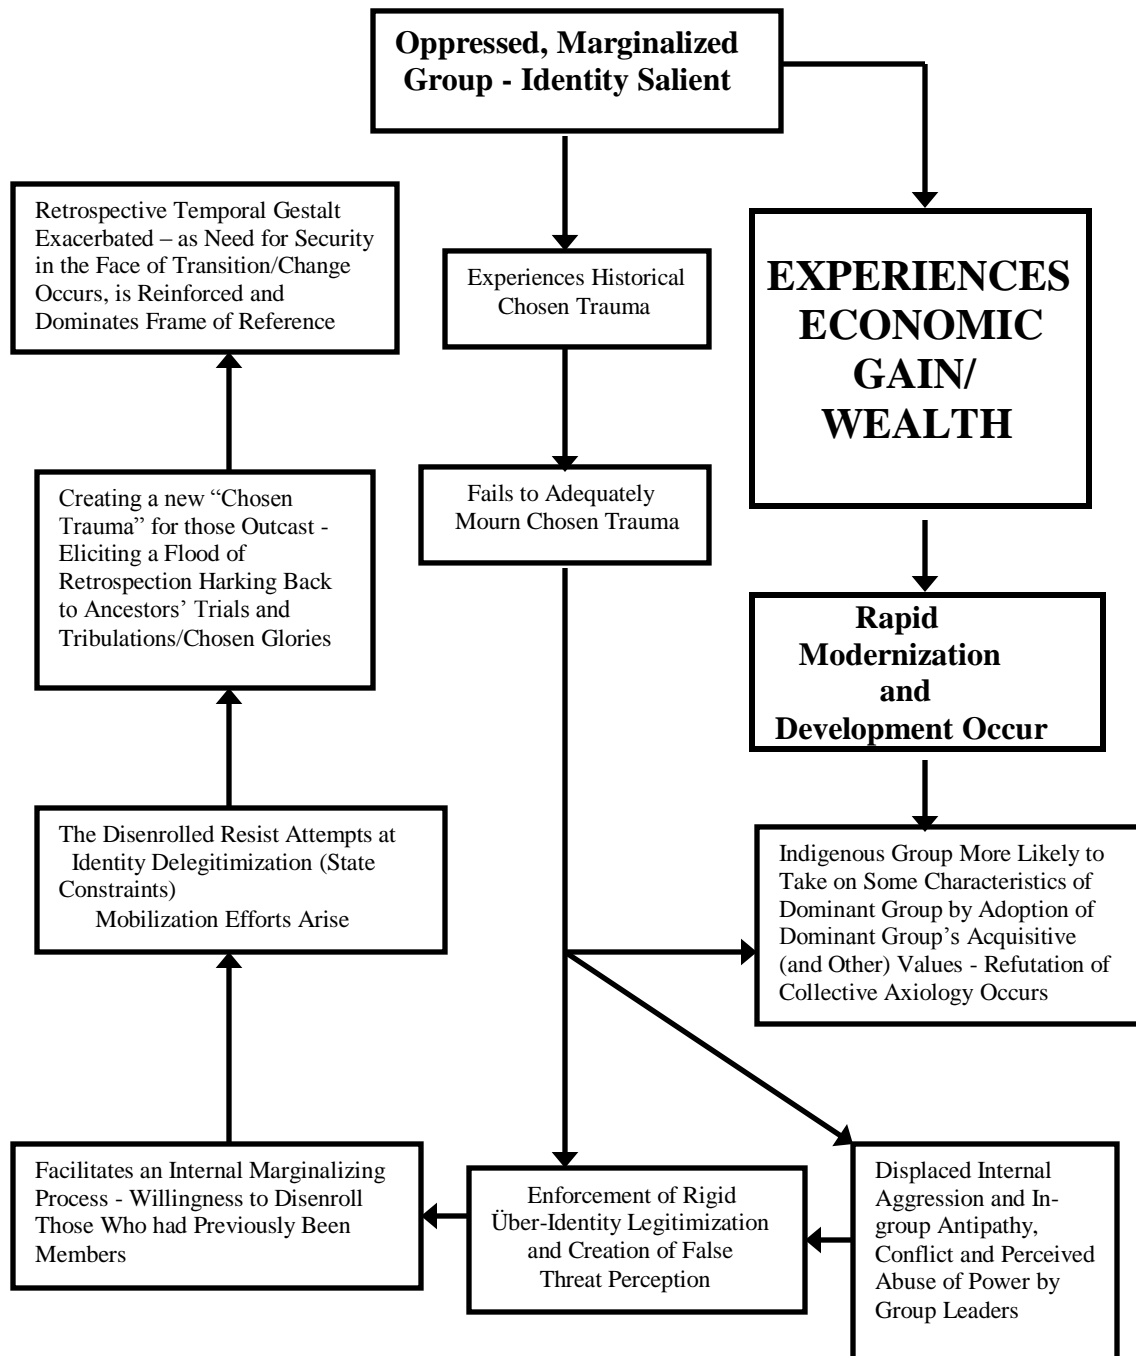 Oppressed, Marginalized
Group - Identity Salient
Retrospective Temporal Gestalt
Exacerbated – as Need for Security
in the Face of Transition/Change
Occurs, is Reinforced and
Dominates Frame of Reference
Experiences Historical
Chosen Trauma
EXPERIENCES
ECONOMIC
GAIN/
WEALTH
Creating a new “Chosen
Trauma” for those Outcast -
Eliciting a Flood of
Retrospection Harking Back
to Ancestors’ Trials and
Tribulations/Chosen Glories
Fails to Adequately
Mourn Chosen Trauma
Rapid
Modernization
and
Development Occur
The Disenrolled Resist Attempts at
Identity Delegitimization (State
Constraints)
Mobilization Efforts Arise
Indigenous Group More Likely to
Take on Some Characteristics of
Dominant Group by Adoption of
Dominant Group’s Acquisitive
(and Other) Values - Refutation of
Collective Axiology Occurs
Facilitates an Internal Marginalizing
Process - Willingness to Disenroll
Those Who had Previously Been
Members
Enforcement of Rigid
Über-Identity Legitimization
and Creation of False
Threat Perception
Displaced Internal
Aggression and In-
group Antipathy,
Conflict and Perceived
Abuse of Power by
Group Leaders